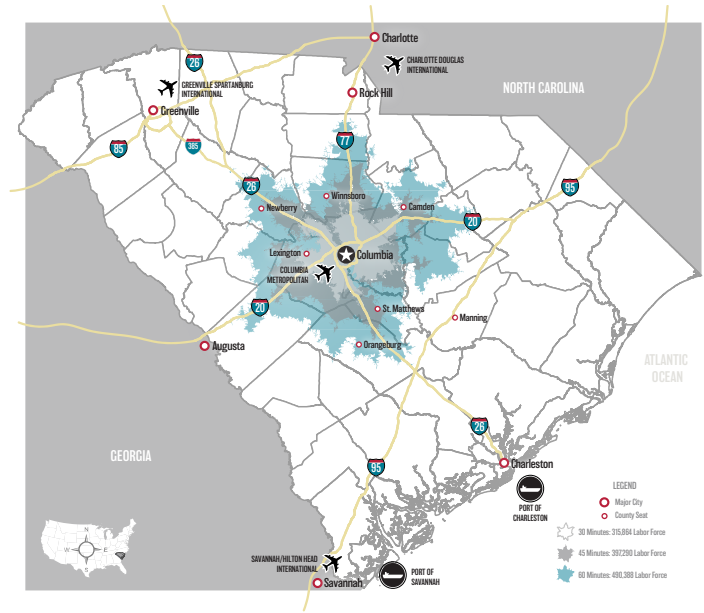 Charlotte
26
CHARLOTTE DOUGLAS
INTERNATIONAL
GREENVILLE SPARTANBURG
INTERNATIONAL
NORTH CAROLINA
Rock Hill
Greenville
77
85
385
26
95
Winnsboro
Newberry
Camden
20
Lexington
Columbia
COLUMBIA
METROPOLITAN
20
St. Matthews
Manning
Augusta
Orangeburg
ATLANTIC
OCEAN
26
GEORGIA
95
Charleston
PORT OF
CHARLESTON
LEGEND
Major City
County Seat
30 Minutes: 315,864 Labor Force
45 Minutes: 397,290 Labor Force
60 Minutes: 490,388 Labor Force
N
W
E
S
SAVANNAH/HILTON HEAD
INTERNATIONAL
Savannah
PORT OF
SAVANNAH